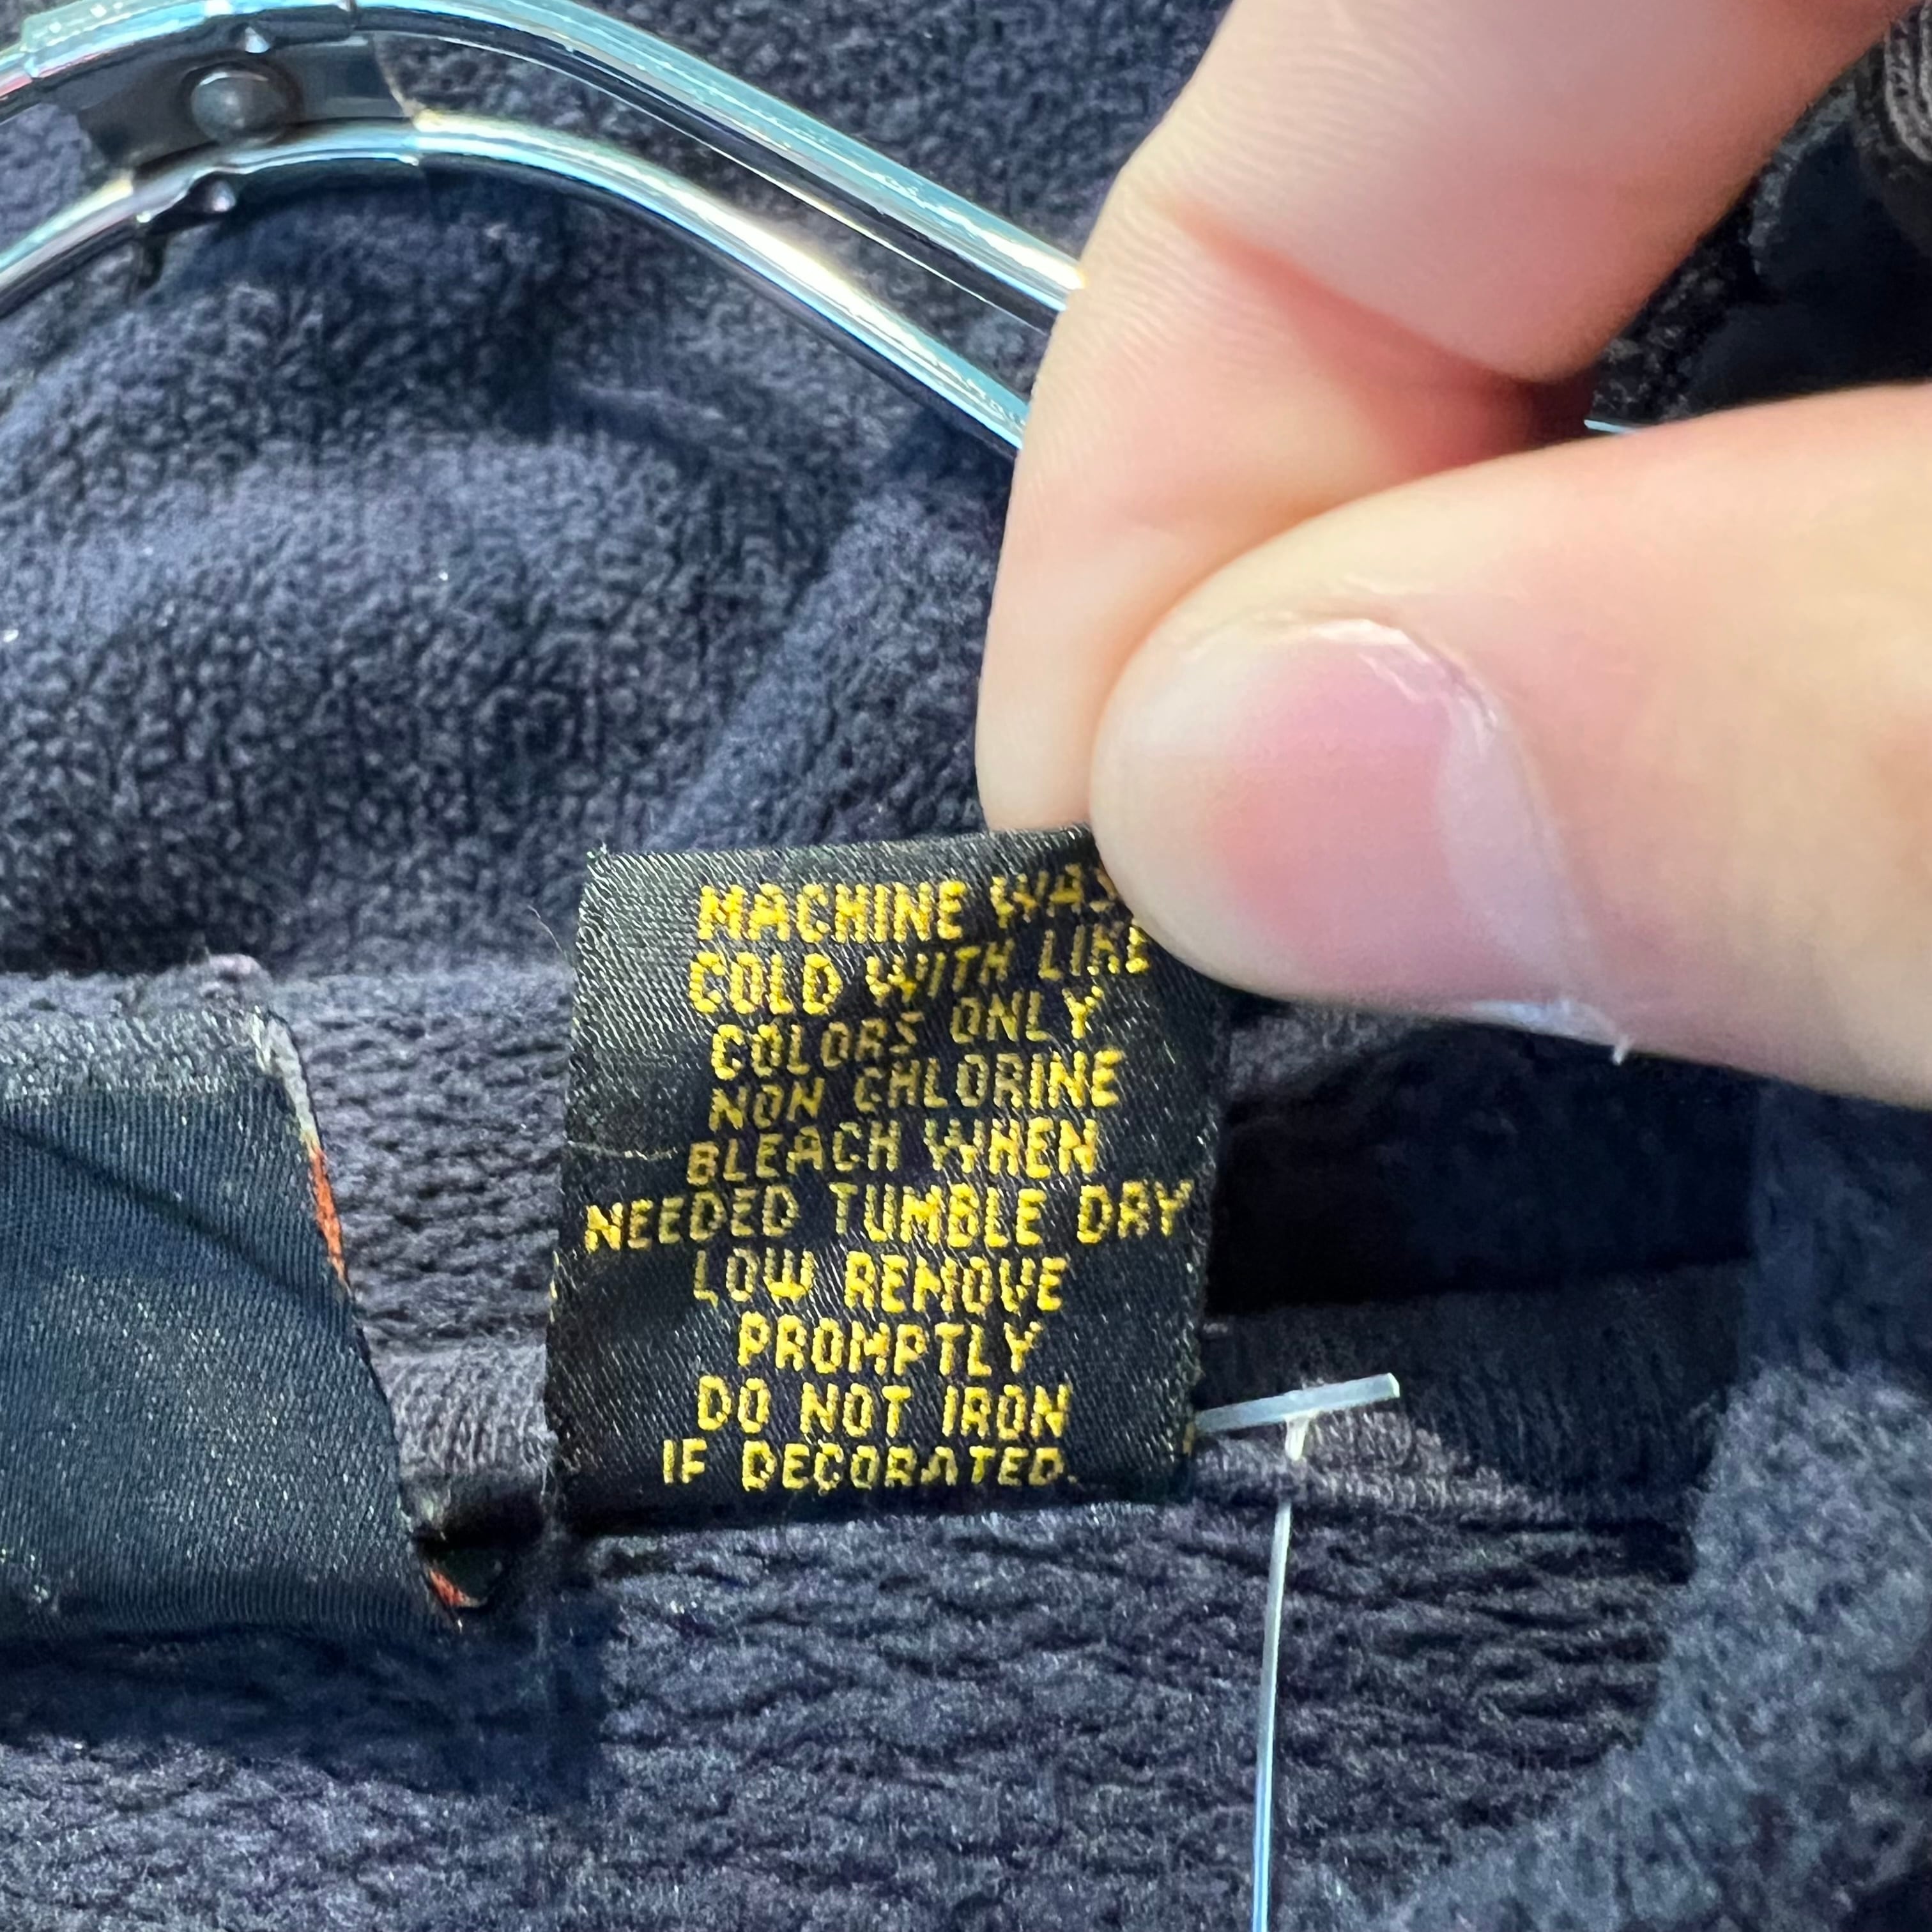 MACHINE WAS
COLD WITH LIKE
COLORS ONLY
NON CHLORINE
BLEACH WHEN
NEEDED TUMBLE DRY
LOW REMOVE
PROMPTLY
DO NOT IRON
IF DECORATED.